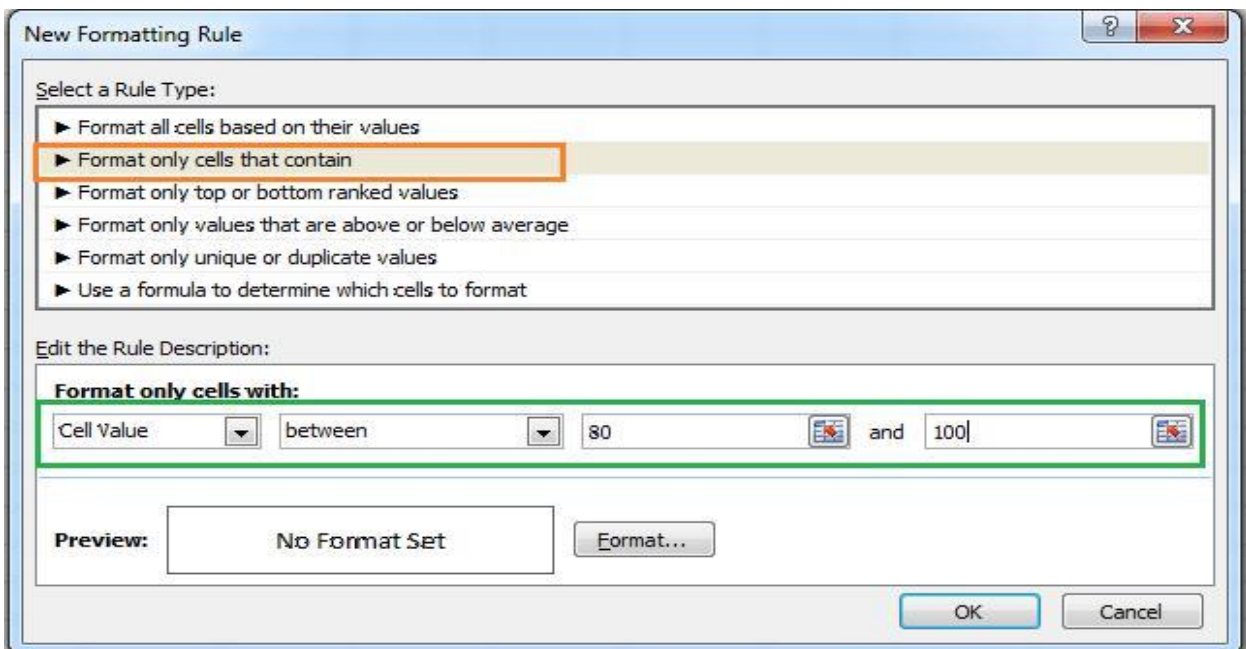 New Formatting Rule
Select a Rule Type:
► Format all cells based on their values
► Format only cells that contain
► Format only top or bottom ranked values
► Format only values that are above or below average
► Format only unique or duplicate values
► Use a formula to determine which cells to format
Edit the Rule Description:
Format only cells with:
Cell Value between 80 and 100
Preview: No Format Set Format...
OK Cancel